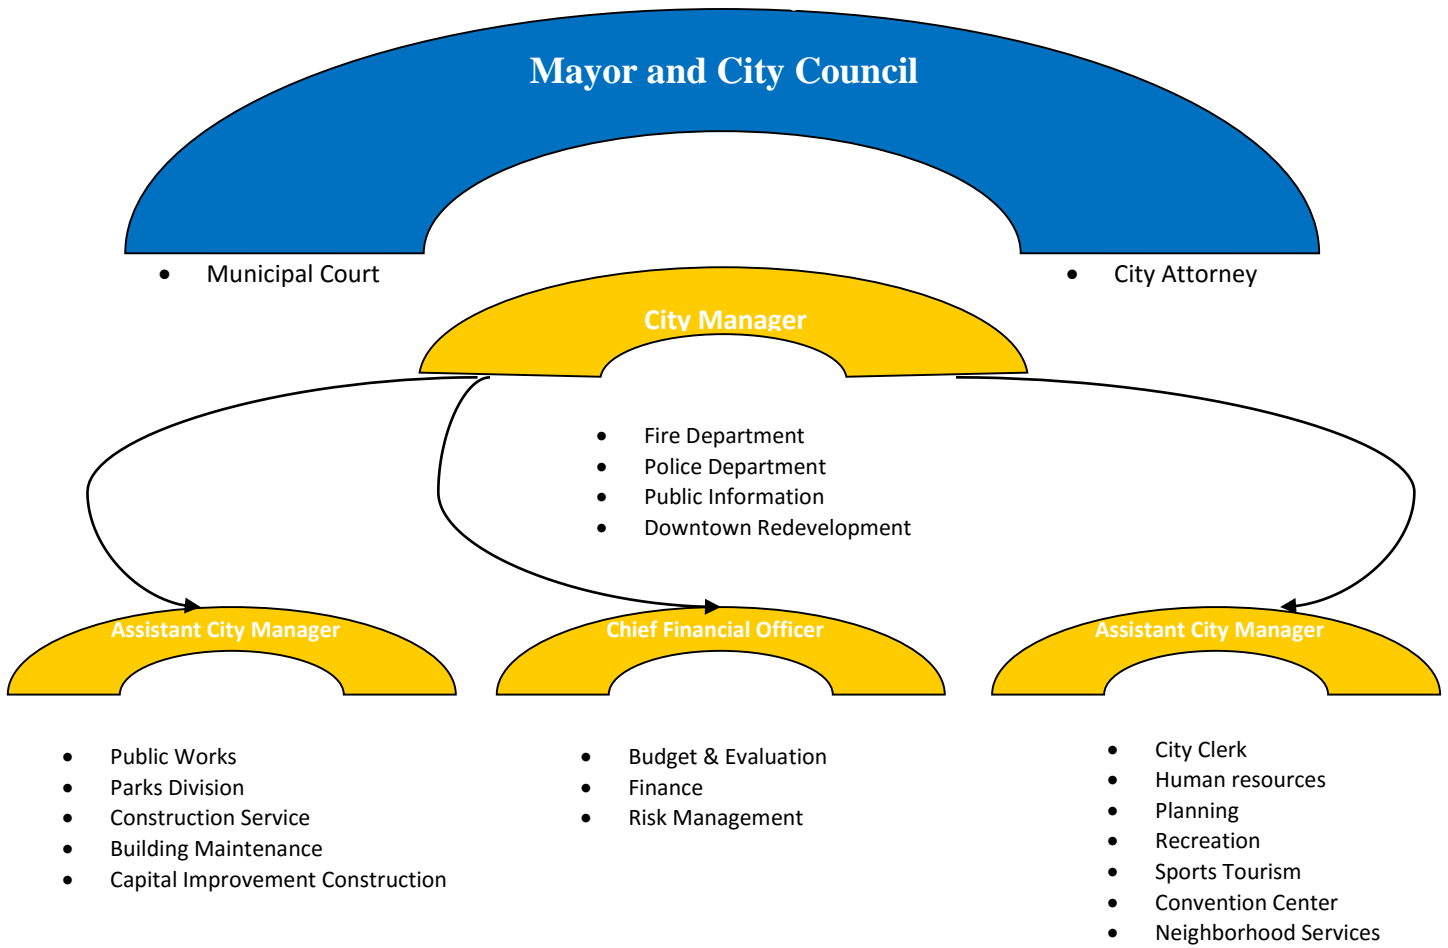 Mayor and City Council
• Municipal Court
• City Attorney
City Manager
• Fire Department
• Police Department
• Public Information
• Downtown Redevelopment
Assistant City Manager
Chief Financial Officer
Assistant City Manager
• Public Works
• Parks Division
• Construction Service
• Building Maintenance
• Capital Improvement Construction
• Budget & Evaluation
• Finance
• Risk Management
• City Clerk
• Human resources
• Planning
• Recreation
• Sports Tourism
• Convention Center
• Neighborhood Services